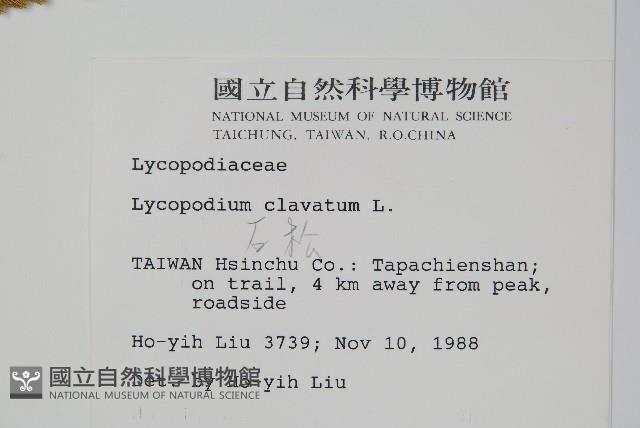 國立自然科學博物館
NATIONAL MUSEUM OF NATURAL SCIENCE
TAICHUNG, TAIWAN, R.O.CHINA
Lycopodiaceae
Lycopodium clavatum L.
石松
TAIWAN Hsinchu Co.: Tapachienshan;
on trail, 4 km away from peak,
roadside
Ho-yih Liu 3739; Nov 10, 1988
Det. by Ho-yih Liu
國立自然科學博物館
NATIONAL MUSEUM OF NATURAL SCIENCE